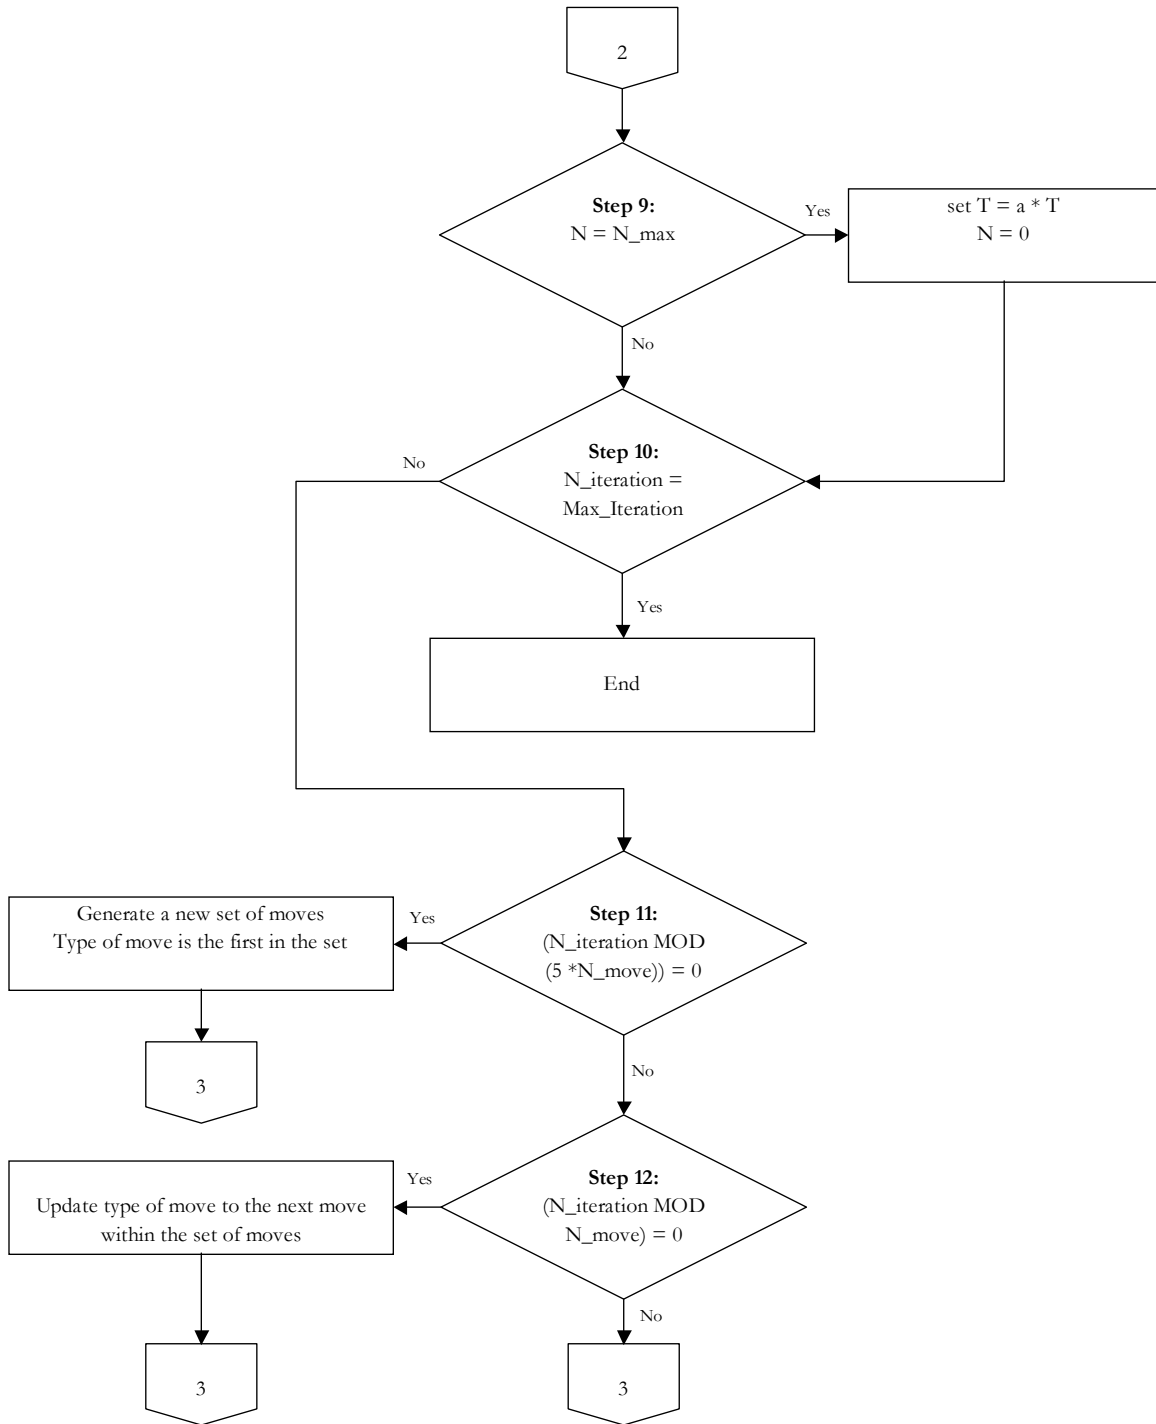 2
Step 9:
N = N_max
Yes
set T = a * T
N = 0
No
Step 10:
N_iteration =
Max_Iteration
No
Yes
End
Generate a new set of moves
Type of move is the first in the set
Yes
Step 11:
(N_iteration MOD
(5 *N_move)) = 0
3
No
Update type of move to the next move
within the set of moves
Yes
Step 12:
(N_iteration MOD
N_move) = 0
No
3
3